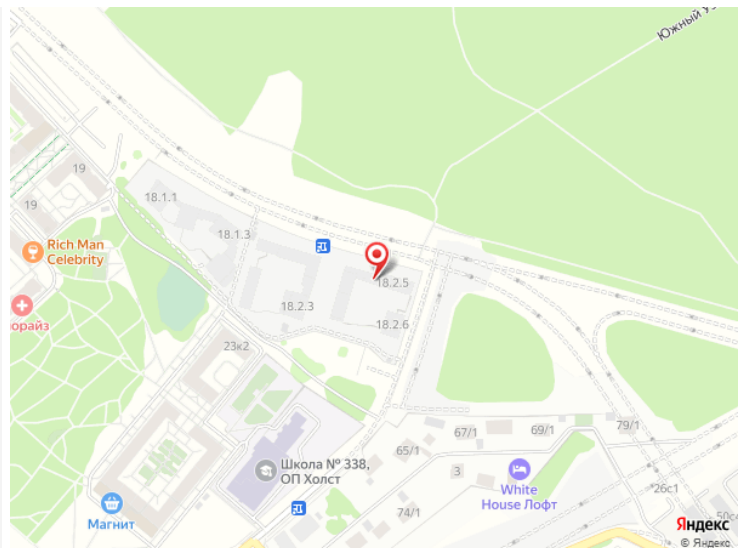 19
18.1.1
19
18.1.3
Rich Man
Celebrity
18.2.5
18.2.3
18.2.6
23к2
79/1
67/1
69/1
65/1
Школа № 338,
ОП Холст
3
White
House Лофт
26с1
Магнит
74/1
Яндекс
© Яндекс